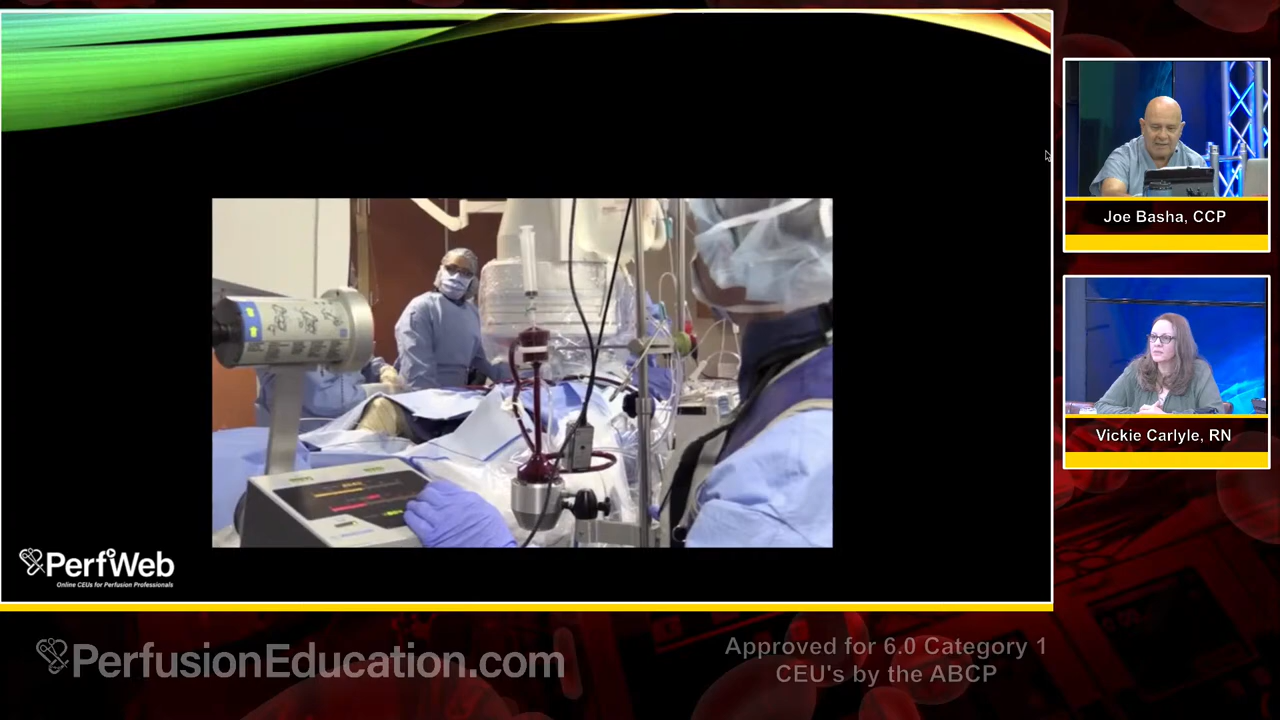 Joe Basha, CCP
Vickie Carlyle, RN
PerfWeb
Online CEUs for Perfusion Professionals
PerfusionEducation.com
Approved for 6.0 Category 1
CEU's by the ABCP